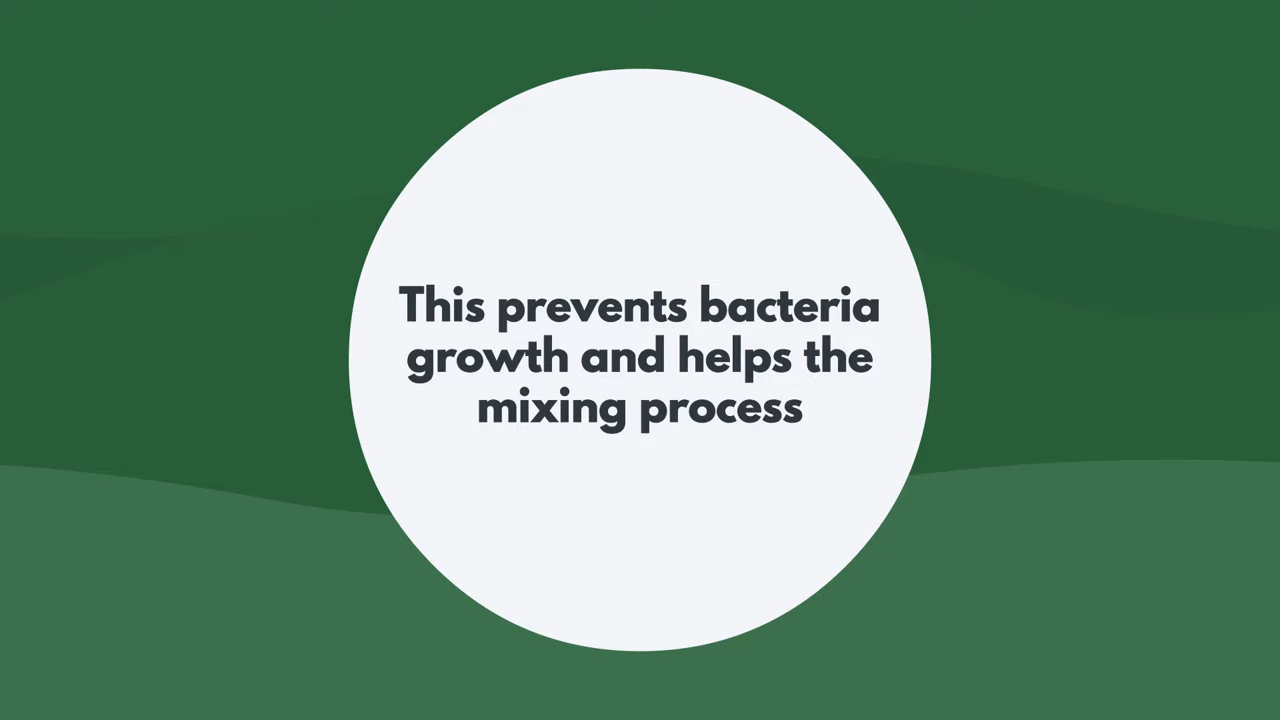 This prevents bacteria
growth and helps the
mixing process